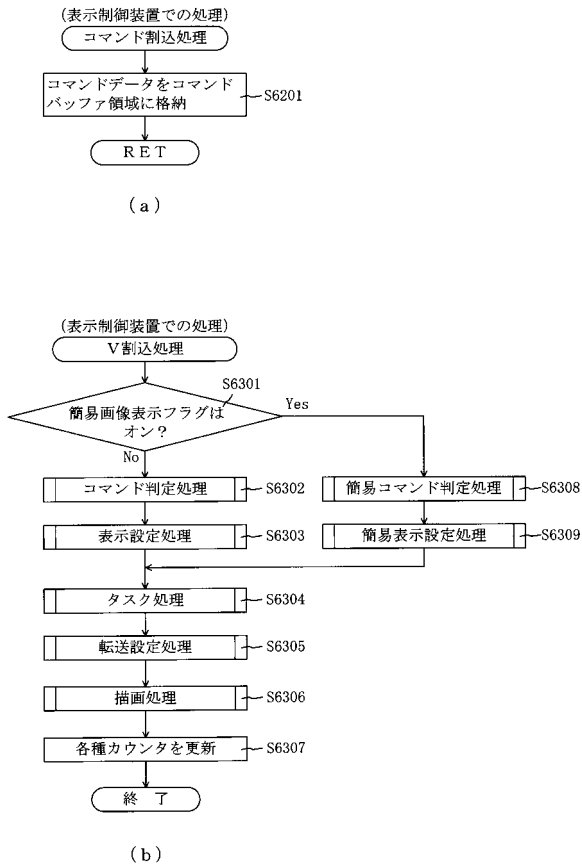 (表示制御装置での処理)
コマンド割込処理
コマンドデータをコマンド
バッファ領域に格納
S6201
RET
(a)
(表示制御装置での処理)
V割込処理
S6301
簡易画像表示フラグは
オン?
Yes
No
コマンド判定処理
S6302
簡易コマンド判定処理
S6308
表示設定処理
S6303
簡易表示設定処理
S6309
タスク処理
S6304
転送設定処理
S6305
描画処理
S6306
各種カウンタを更新
S6307
終 了
(b)